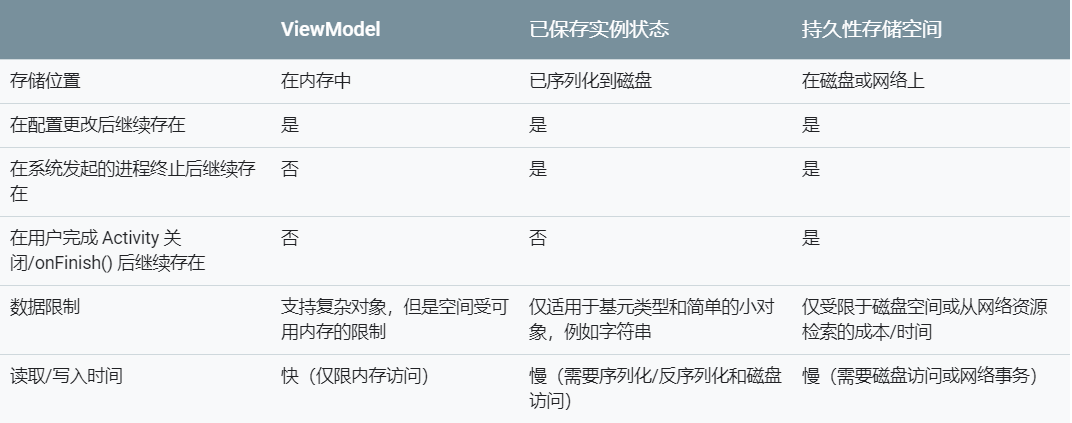 ViewModel 已保存实例状态 持久性存储空间
存储位置 在内存中 已序列化到磁盘 在磁盘或网络上
在配置更改后继续存在 是 是 是
在系统发起的进程终止后继续存 否 是 是
在
在用户完成 Activity 关 否 否 是
闭/onFinish() 后继续存在
数据限制 支持复杂对象，但是空间受可 仅适用于基元类型和简单的小对 仅受限于磁盘空间或从网络资源
用内存的限制 象，例如字符串 检索的成本/时间
读取/写入时间 快（仅限内存访问） 慢（需要序列化/反序列化和磁盘 慢（需要磁盘访问或网络事务）
访问）